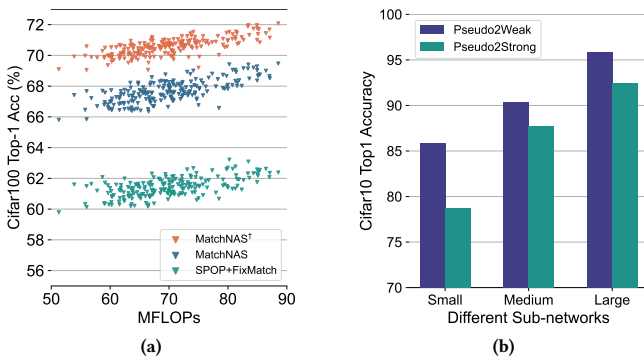 Cifar100 Top-1 Acc (%)
72
70
68
66
64
62
60
58
56
50
60
70
80
90
MFLOPs
MatchNAS†
MatchNAS
SPOP+FixMatch
(a)
Cifar10 Top1 Accuracy
100
95
90
85
80
75
70
Pseudo2Weak
Pseudo2Strong
Small
Medium
Large
Different Sub-networks
(b)